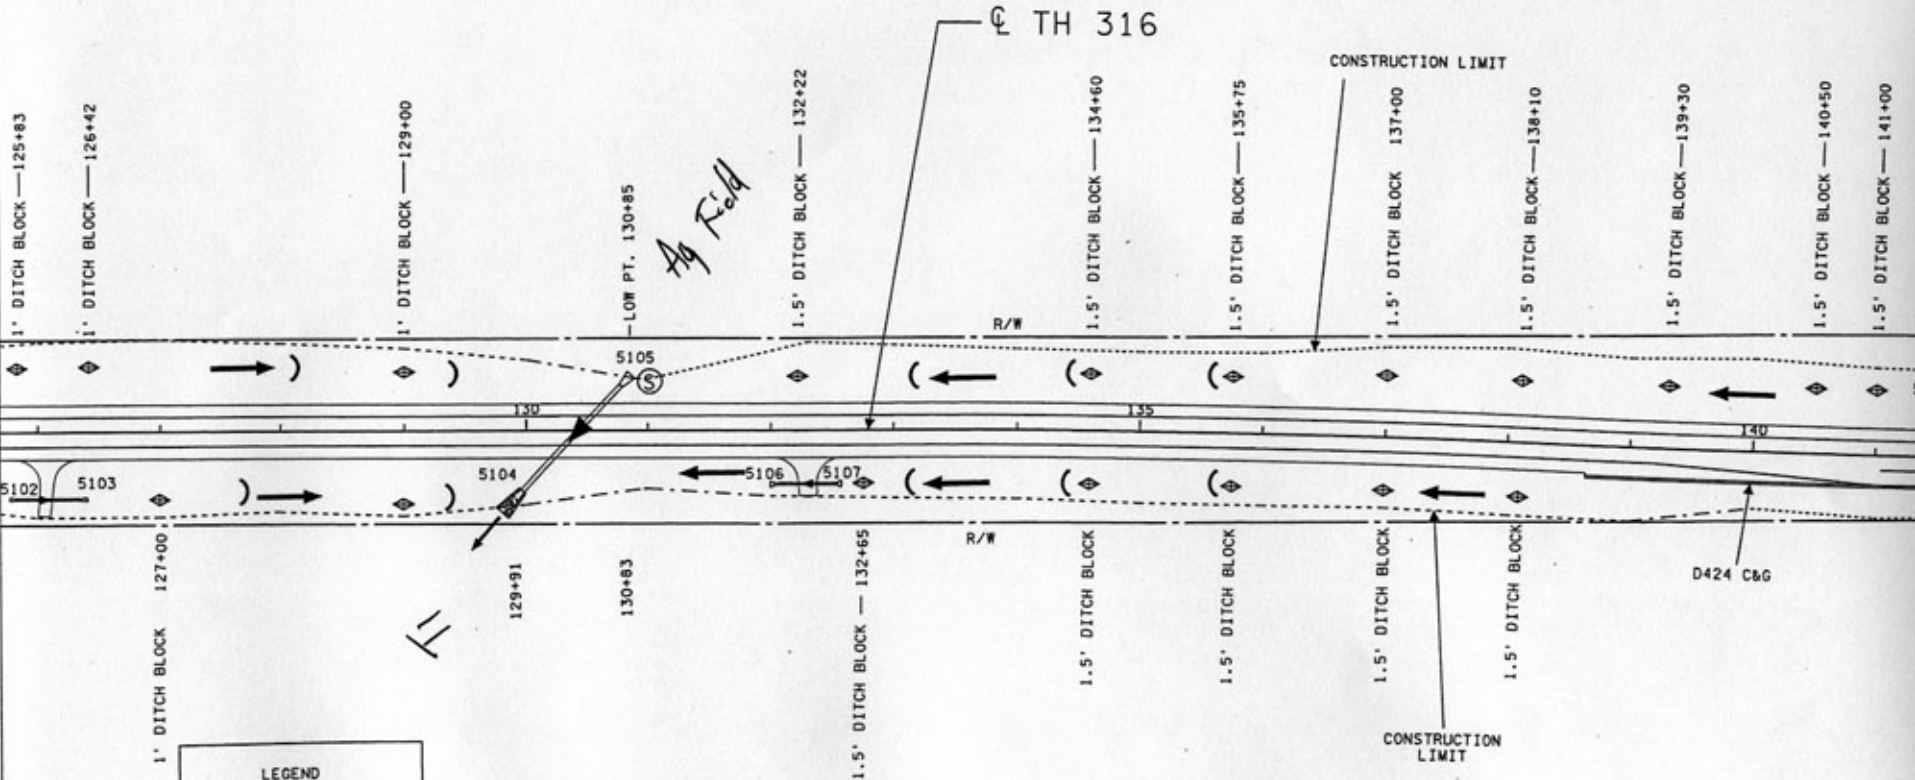 ℄ TH 316
CONSTRUCTION LIMIT
1' DITCH BLOCK 125+83
1' DITCH BLOCK 126+42
1' DITCH BLOCK 129+00
LOW PT. 130+85
Ag Field
1.5' DITCH BLOCK 132+22
1.5' DITCH BLOCK 134+60
1.5' DITCH BLOCK 135+75
1.5' DITCH BLOCK 137+00
1.5' DITCH BLOCK 138+10
1.5' DITCH BLOCK 139+30
1.5' DITCH BLOCK 140+50
1.5' DITCH BLOCK 141+00
R/W
5105
S
130
135
140
5102
5103
5104
5106
5107
R/W
1' DITCH BLOCK 127+00
129+91
130+83
1.5' DITCH BLOCK 132+65
1.5' DITCH BLOCK
1.5' DITCH BLOCK
1.5' DITCH BLOCK
1.5' DITCH BLOCK
D424 C&G
11
CONSTRUCTION
LIMIT
LEGEND